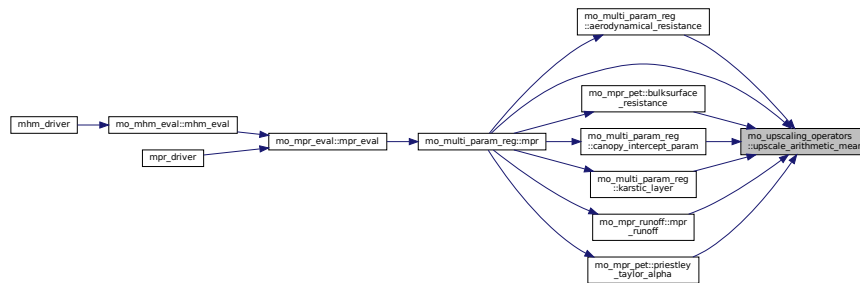 mo_multi_param_reg
::aerodynamical_resistance
mo_mpr_pet::bulksurface
_resistance
mhm_driver
mo_mhm_eval::mhm_eval
mo_upscaling_operators
::upscale_arithmetic_mean
mo_mpr_eval::mpr_eval
mo_multi_param_reg::mpr
mo_multi_param_reg
::canopy_intercept_param
mpr_driver
mo_multi_param_reg
::karstic_layer
mo_mpr_runoff::mpr
_runoff
mo_mpr_pet::priestley
_taylor_alpha